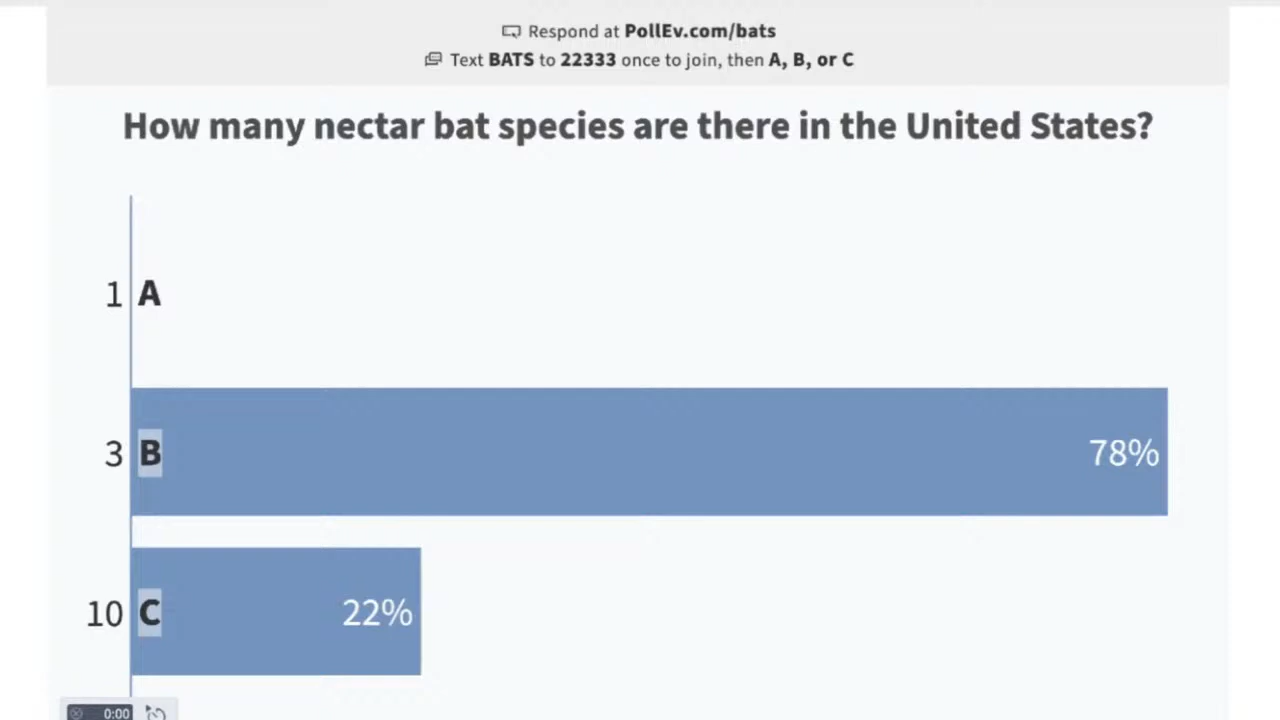 Respond at PollEv.com/bats
Text BATS to 22333 once to join, then A, B, or C
How many nectar bat species are there in the United States?
1 A
3 B 78%
10 C 22%
0:00